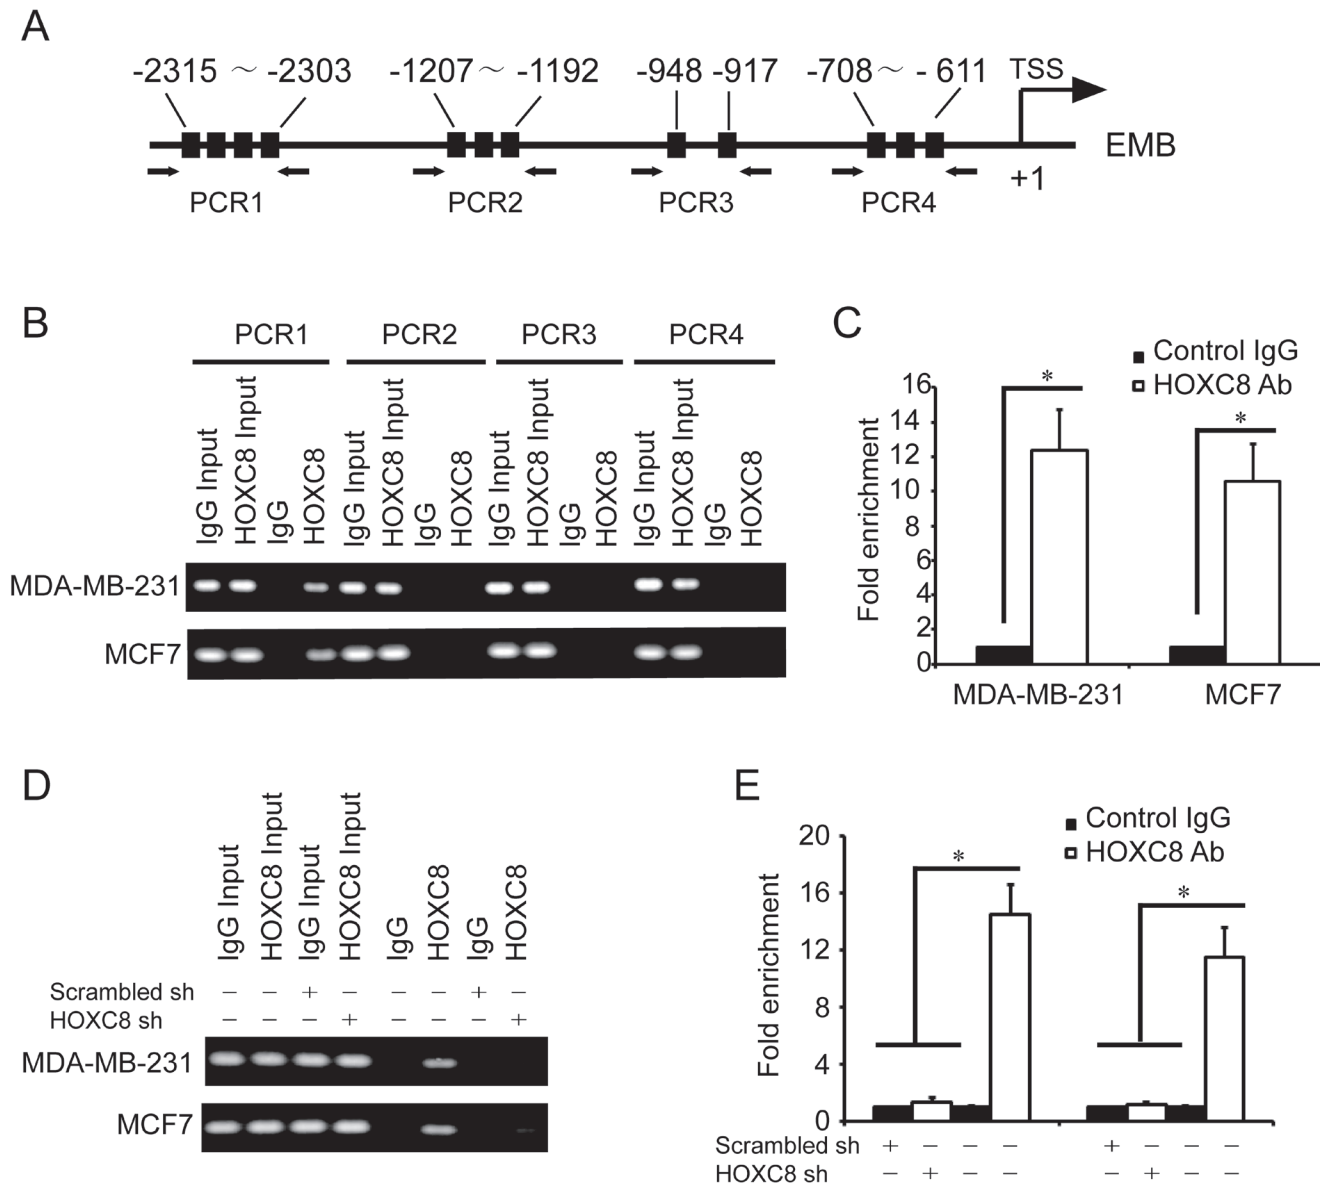 A
-2315 ~ -2303 -1207 ~ -1192 -948 -917 -708 ~ - 611 TSS
EMB
+1
PCR1 PCR2 PCR3 PCR4
B
PCR1 PCR2 PCR3 PCR4
IgG Input HOXC8 Input IgG HOXC8 IgG Input HOXC8 Input IgG HOXC8 IgG Input HOXC8 Input IgG HOXC8 IgG Input HOXC8 Input IgG HOXC8
MDA-MB-231
MCF7
C
Control IgG
HOXC8 Ab
Fold enrichment
16
14
12
10
8
6
4
2
0
* *
MDA-MB-231 MCF7
D
IgG Input HOXC8 Input IgG Input HOXC8 Input IgG HOXC8 IgG HOXC8
Scrambled sh − − + − − − + −
HOXC8 sh − − − + − − − +
MDA-MB-231
MCF7
E
Control IgG
HOXC8 Ab
Fold enrichment
20
16
12
8
4
0
* *
Scrambled sh + − − − + − − −
HOXC8 sh − + − − − + − −